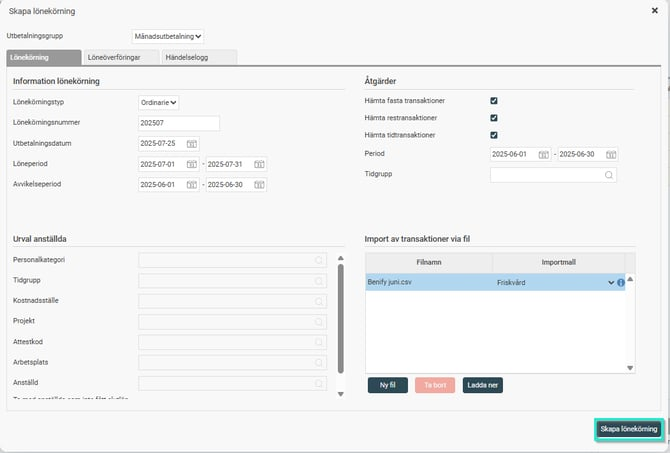 Skapa lönekörning
Utbetalningsgrupp Månadsutbetalning
Lönekörning Löneöverföringar Händelselogg
Information lönekörning
Lönekörningstyp Ordinarie
Lönekörningsnummer 202507
Utbetalningsdatum 2025-07-25
Löneperiod 2025-07-01 - 2025-07-31
Avvikelseperiod 2025-06-01 - 2025-06-30
Åtgärder
Hämta fasta transaktioner
Hämta restransaktioner
Hämta tidtransaktioner
Period 2025-06-01 - 2025-06-30
Tidgrupp
Urval anställda
Personalkategori
Tidgrupp
Kostnadsställe
Projekt
Attestkod
Arbetsplats
Anställd
Import av transaktioner via fil
Filnamn Importmall
Benify juni.csv Friskvård
Ny fil Ta bort Ladda ner
Skapa lönekörning